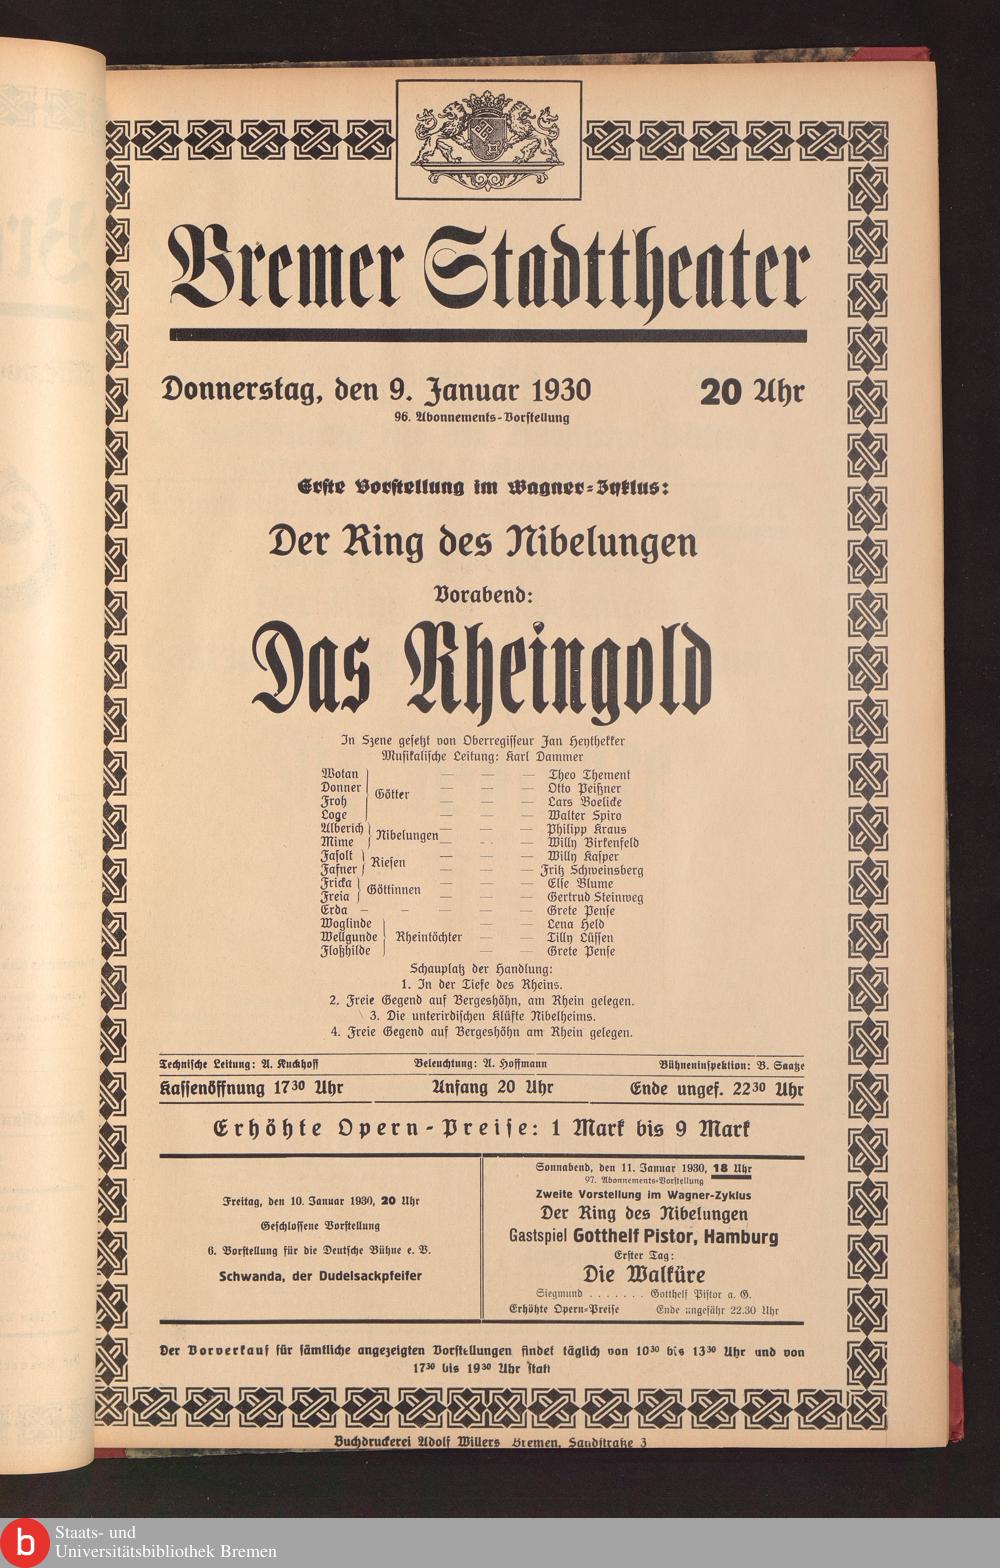 Bremer Stadttheater
Donnerstag, den 9. Januar 1930 20 Uhr
96. Abonnements-Vorstellung
Erste Vorstellung im Wagner-Zyklus:
Der Ring des Nibelungen
Vorabend:
Das Rheingold
In Szene gesetzt von Oberregisseur Jan Heythekker
Musikalische Leitung: Karl Dammer
Wotan — — — Theo Thement
Donner — — — Otto Peißner
Götter
Froh — — — Lars Boelicke
Loge — — — Walter Spiro
Alberich — — — Philipp Kraus
Nibelungen
Mime — — — Willy Birkenfeld
Fasolt — — — Willy Kasper
Riesen
Fafner — — — Fritz Schweinsberg
Fricka — — — Else Blume
Göttinnen
Freia — — — Gertrud Steinweg
Erda — — — — — Grete Pense
Woglinde — — Lena Held
Wellgunde Rheintöchter — — Tilly Lüssen
Floßhilde — — Grete Pense
Schauplatz der Handlung:
1. In der Tiefe des Rheins.
2. Freie Gegend auf Bergeshöhn, am Rhein gelegen.
3. Die unterirdischen Klüfte Nibelheims.
4. Freie Gegend auf Bergeshöhn am Rhein gelegen.
Technische Leitung: A. Kuckhoff Beleuchtung: A. Hoffmann Bühneninspektion: B. Saatze
Kassenöffnung 17³⁰ Uhr Anfang 20 Uhr Ende ungef. 22³⁰ Uhr
Erhöhte Opern-Preise: 1 Mark bis 9 Mark
Freitag, den 10. Januar 1930, 20 Uhr
Geschlossene Vorstellung
6. Vorstellung für die Deutsche Bühne e. V.
Schwanda, der Dudelsackpfeifer
Sonnabend, den 11. Januar 1930, 18 Uhr
97. Abonnements-Vorstellung
Zweite Vorstellung im Wagner-Zyklus
Der Ring des Nibelungen
Gastspiel Gotthelf Pistor, Hamburg
Erster Tag:
Die Walküre
Siegmund . . . . . . . Gotthelf Pistor a. G.
Erhöhte Opern-Preise Ende ungefähr 22.30 Uhr
Der Vorverkauf für sämtliche angezeigten Vorstellungen findet täglich von 10³⁰ bis 13³⁰ Uhr und von
17³⁰ bis 19³⁰ Uhr statt
Buchdruckerei Adolf Willers Bremen, Sandstraße 3
b Staats- und
Universitätsbibliothek Bremen